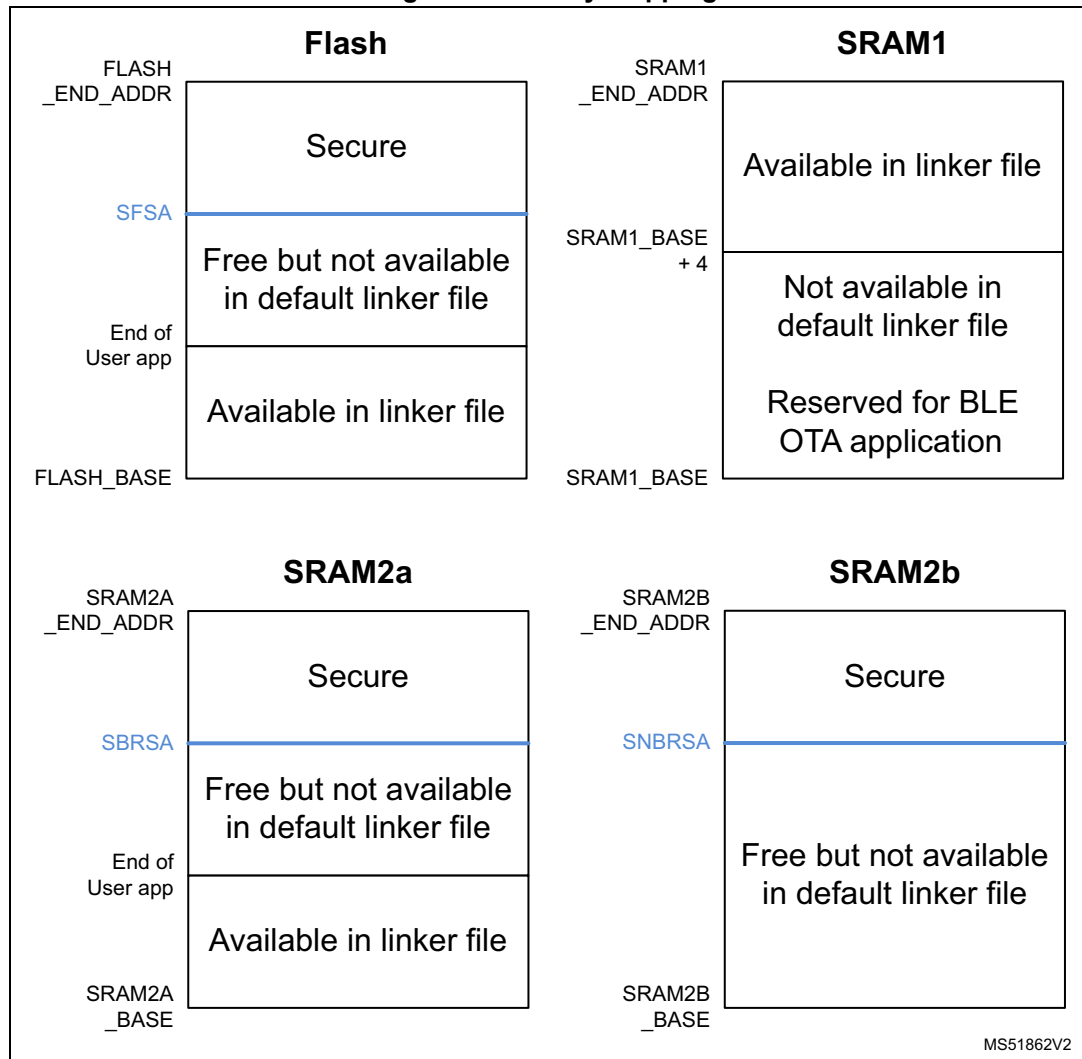 Flash
FLASH
_END_ADDR
Secure
SFSA
Free but not available
in default linker file
End of
User app
Available in linker file
FLASH_BASE
SRAM1
SRAM1
_END_ADDR
Available in linker file
SRAM1_BASE
+ 4
Not available in
default linker file
Reserved for BLE
OTA application
SRAM1_BASE
SRAM2a
SRAM2A
_END_ADDR
Secure
SBRSA
Free but not available
in default linker file
End of
User app
Available in linker file
SRAM2A
_BASE
SRAM2b
SRAM2B
_END_ADDR
Secure
SNBRSA
Free but not available
in default linker file
SRAM2B
_BASE
MS51862V2